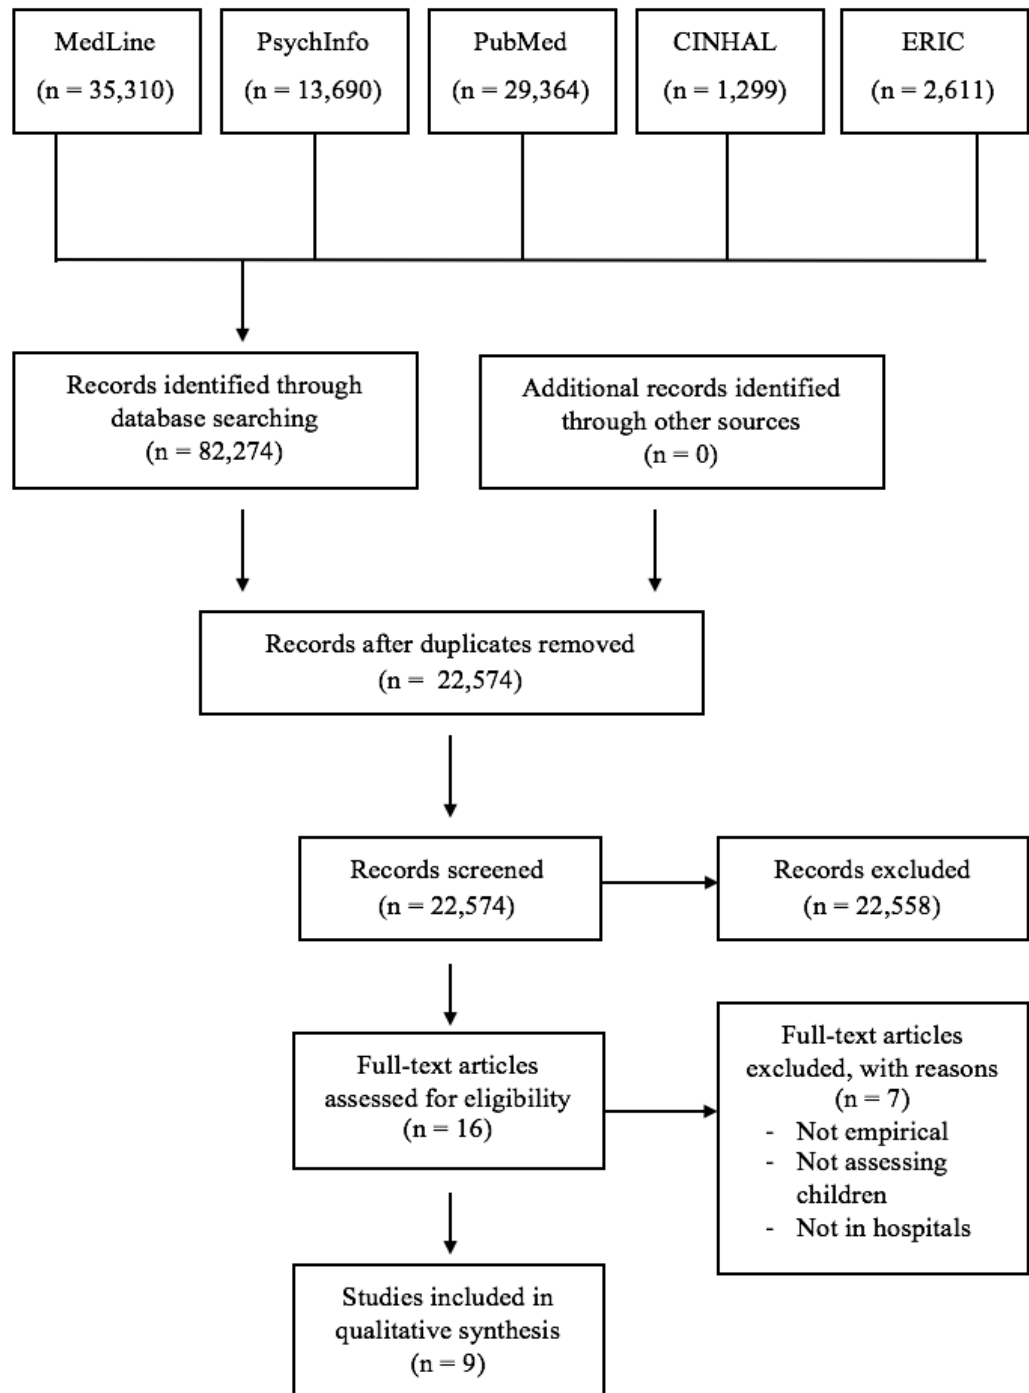 MedLine
(n = 35,310)
PsychInfo
(n = 13,690)
PubMed
(n = 29,364)
CINHAL
(n = 1,299)
ERIC
(n = 2,611)
Records identified through
database searching
(n = 82,274)
Additional records identified
through other sources
(n = 0)
Records after duplicates removed
(n = 22,574)
Records screened
(n = 22,574)
Records excluded
(n = 22,558)
Full-text articles
assessed for eligibility
(n = 16)
Full-text articles
excluded, with reasons
(n = 7)
- Not empirical
- Not assessing
children
- Not in hospitals
Studies included in
qualitative synthesis
(n = 9)